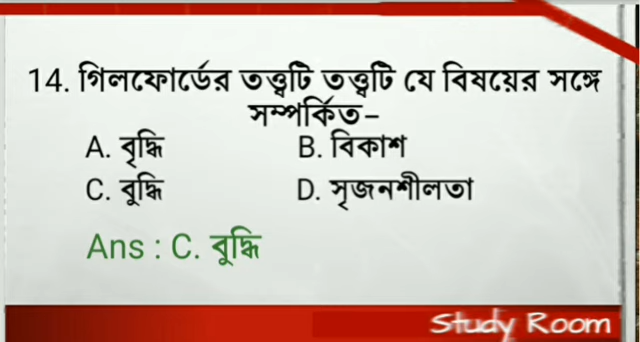 14. গিলফোর্ডের তত্ত্বটি তত্ত্বটি যে বিষয়ের সঙ্গে
সম্পর্কিত-
A. বৃদ্ধি B. বিকাশ
C. বুদ্ধি D. সৃজনশীলতা
Ans : C. বুদ্ধি
Study Room